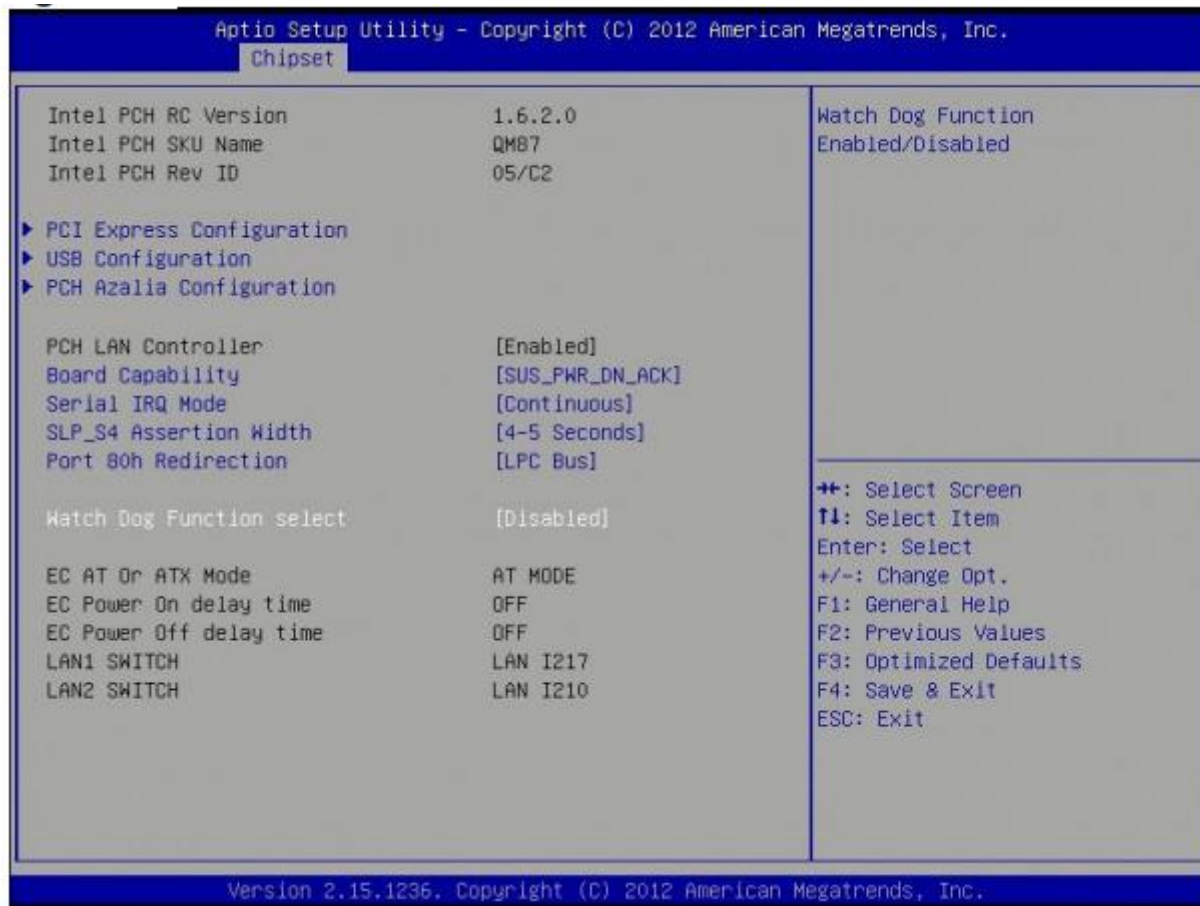 Aptio Setup Utility - Copyright (C) 2012 American Megatrends, Inc.
Chipset
Intel PCH RC Version 1.6.2.0
Intel PCH SKU Name QM87
Intel PCH Rev ID 05/C2
PCI Express Configuration
USB Configuration
PCH Azalia Configuration
PCH LAN Controller [Enabled]
Board Capability [SUS_PWR_DN_ACK]
Serial IRQ Mode [Continuous]
SLP_S4 Assertion Width [4-5 Seconds]
Port 80h Redirection [LPC Bus]
Watch Dog Function select [Disabled]
EC AT Or ATX Mode AT MODE
EC Power On delay time OFF
EC Power Off delay time OFF
LAN1 SWITCH LAN I217
LAN2 SWITCH LAN I210
Watch Dog Function
Enabled/Disabled
→←: Select Screen
↑↓: Select Item
Enter: Select
+/-: Change Opt.
F1: General Help
F2: Previous Values
F3: Optimized Defaults
F4: Save & Exit
ESC: Exit
Version 2.15.1236. Copyright (C) 2012 American Megatrends, Inc.